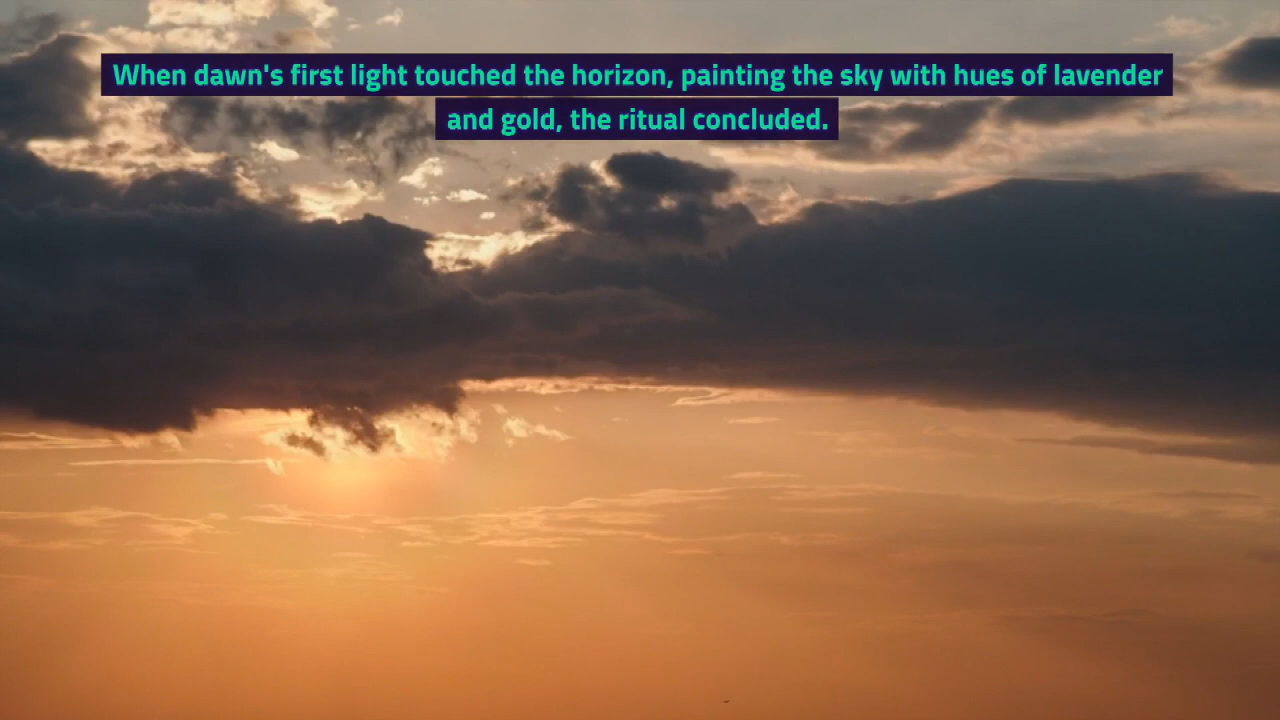 When dawn's first light touched the horizon, painting the sky with hues of lavender
and gold, the ritual concluded.